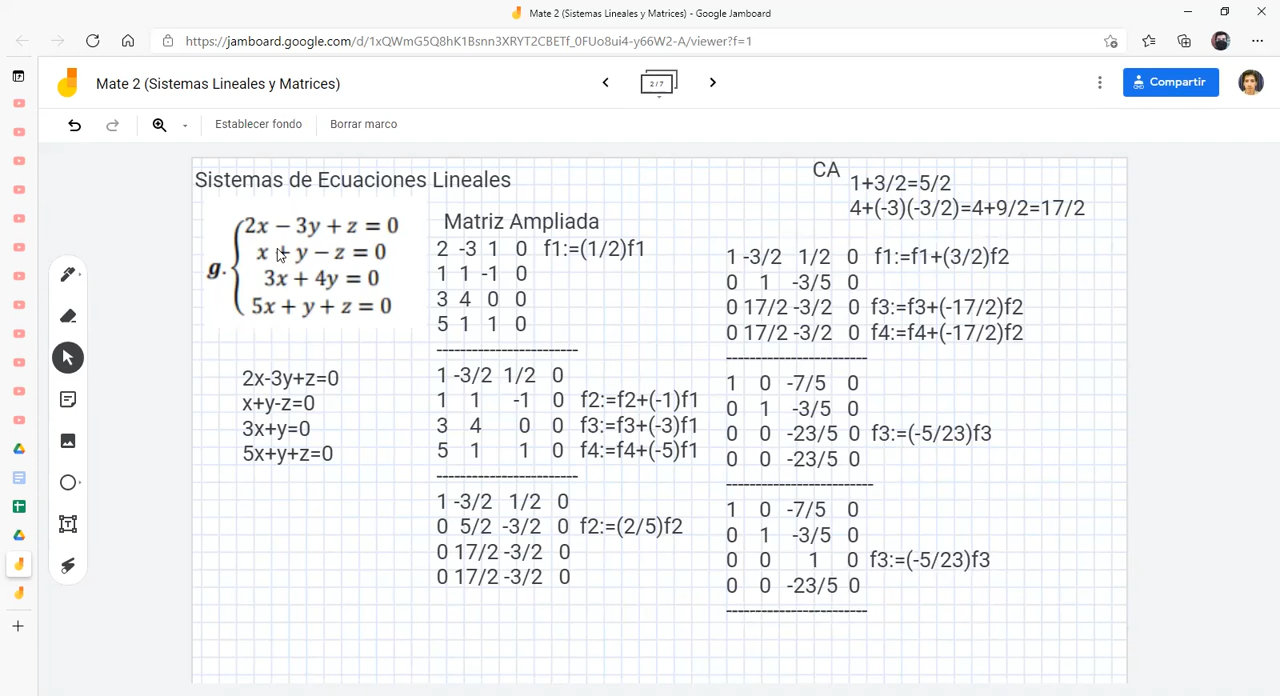 Mate 2 (Sistemas Lineales y Matrices) - Google Jamboard
https://jamboard.google.com/d/1xQWmG5Q8hK1Bsnn3XRYT2CBETf_0FUo8ui4-y66W2-A/viewer?f=1
Mate 2 (Sistemas Lineales y Matrices)
2/7
Compartir
Establecer fondo
Borrar marco
Sistemas de Ecuaciones Lineales
g.
2x − 3y + z = 0
x + y − z = 0
3x + 4y = 0
5x + y + z = 0
2x-3y+z=0
x+y-z=0
3x+y=0
5x+y+z=0
Matriz Ampliada
2 -3 1 0 f1:=(1/2)f1
1 1 -1 0
3 4 0 0
5 1 1 0
------------------------
1 -3/2 1/2 0
1 1 -1 0 f2:=f2+(-1)f1
3 4 0 0 f3:=f3+(-3)f1
5 1 1 0 f4:=f4+(-5)f1
------------------------
1 -3/2 1/2 0
0 5/2 -3/2 0 f2:=(2/5)f2
0 17/2 -3/2 0
0 17/2 -3/2 0
CA
1+3/2=5/2
4+(-3)(-3/2)=4+9/2=17/2
1 -3/2 1/2 0 f1:=f1+(3/2)f2
0 1 -3/5 0
0 17/2 -3/2 0 f3:=f3+(-17/2)f2
0 17/2 -3/2 0 f4:=f4+(-17/2)f2
------------------------
1 0 -7/5 0
0 1 -3/5 0
0 0 -23/5 0 f3:=(-5/23)f3
0 0 -23/5 0
-------------------------
1 0 -7/5 0
0 1 -3/5 0
0 0 1 0 f3:=(-5/23)f3
0 0 -23/5 0
------------------------